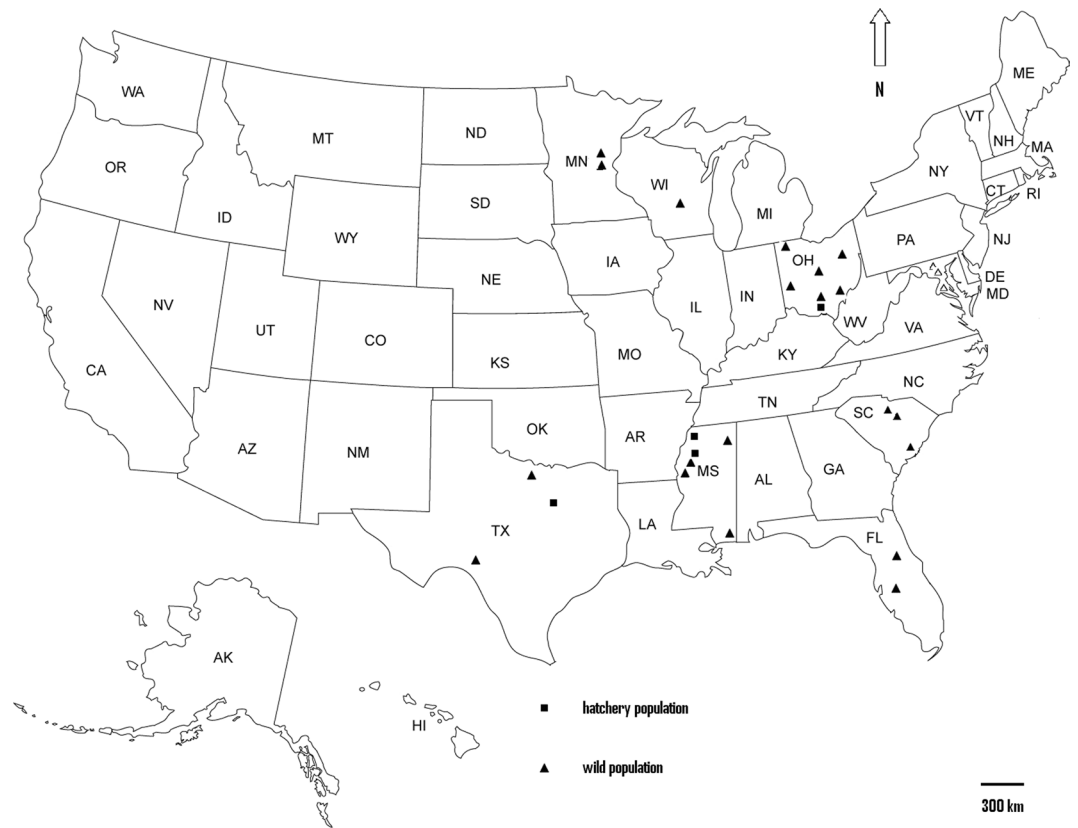 N
WA
MT
ND
MN
ME
VT
NH
MA
OR
ID
WY
SD
WI
MI
NY
CT
RI
NV
UT
CO
NE
IA
IL
IN
OH
PA
NJ
DE
MD
WV
VA
CA
KS
MO
KY
NC
AZ
NM
OK
AR
TN
SC
MS
AL
GA
TX
LA
FL
AK
HI
hatchery population
wild population
300 km